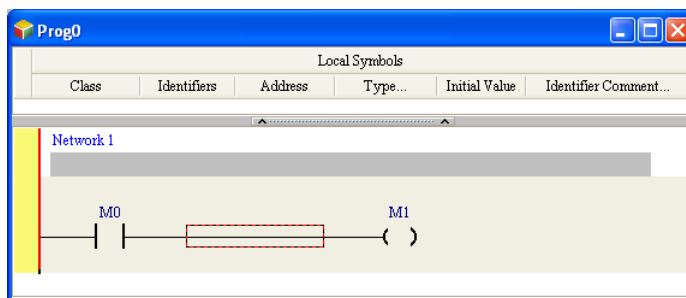 Prog0
Local Symbols
Class Identifiers Address Type... Initial Value Identifier Comment...
Network 1
M0 M1